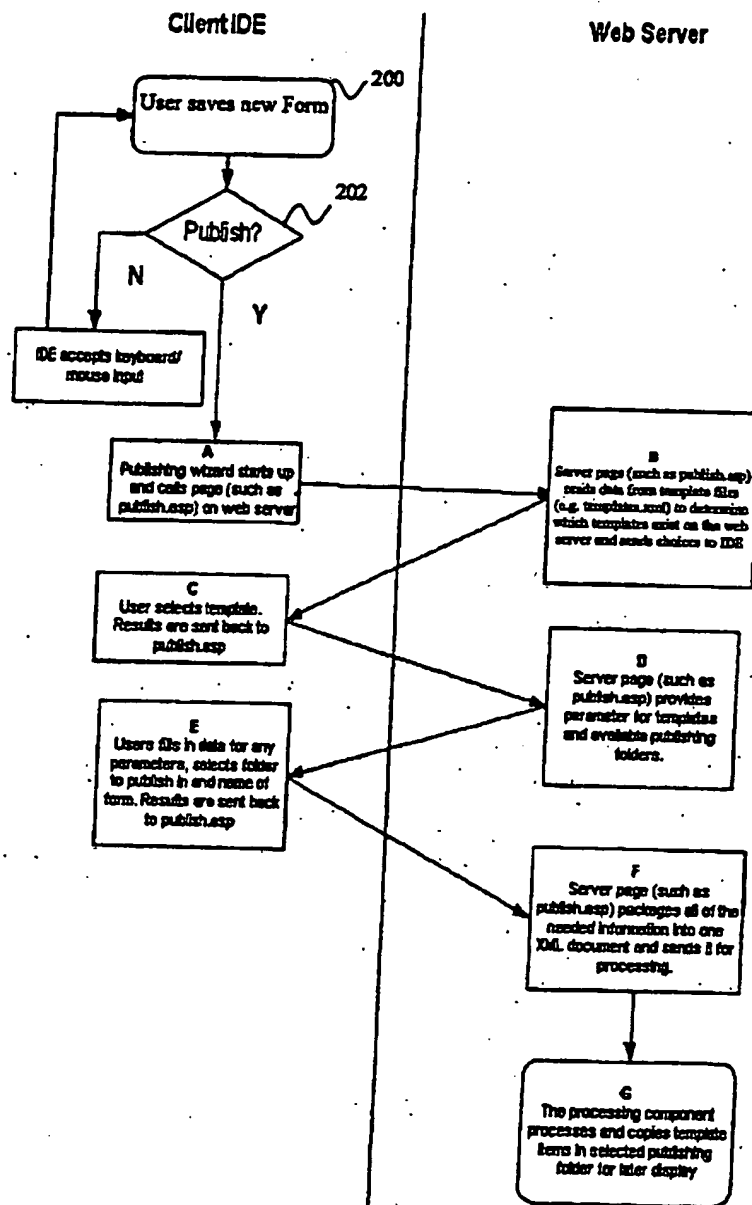 Client IDE
Web Server
User saves new Form
200
Publish?
202
N
Y
IDE accepts keyboard/
mouse input
A
Publishing wizard starts up
and calls page (such as
publish.asp) on web server
B
Server page (such as publish.asp)
reads data from template files
(e.g. templates.xml) to determine
which templates exist on the web
server and sends choices to IDE
C
User selects template.
Results are sent back to
publish.asp
D
Server page (such as
publish.asp) provides
parameter for templates
and available publishing
folders.
E
Users fills in data for any
parameters, selects folder
to publish in and name of
form. Results are sent back
to publish.asp
F
Server page (such as
publish.asp) packages all of the
needed information into one
XML document and sends it for
processing.
G
The processing component
processes and copies template
items in selected publishing
folder for later display